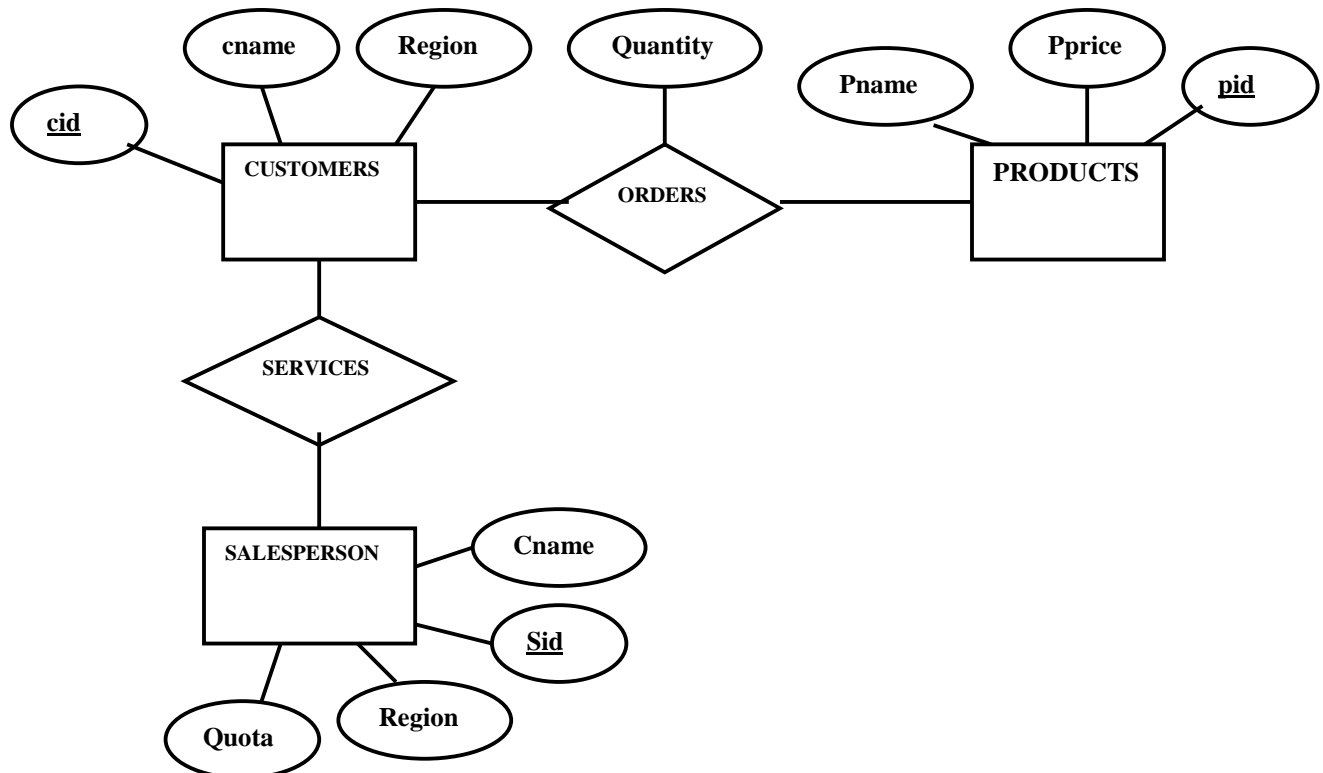 cname
Region
Quantity
Pprice
Pname
pid
cid
CUSTOMERS
ORDERS
PRODUCTS
SERVICES
SALESPERSON
Cname
Sid
Region
Quota